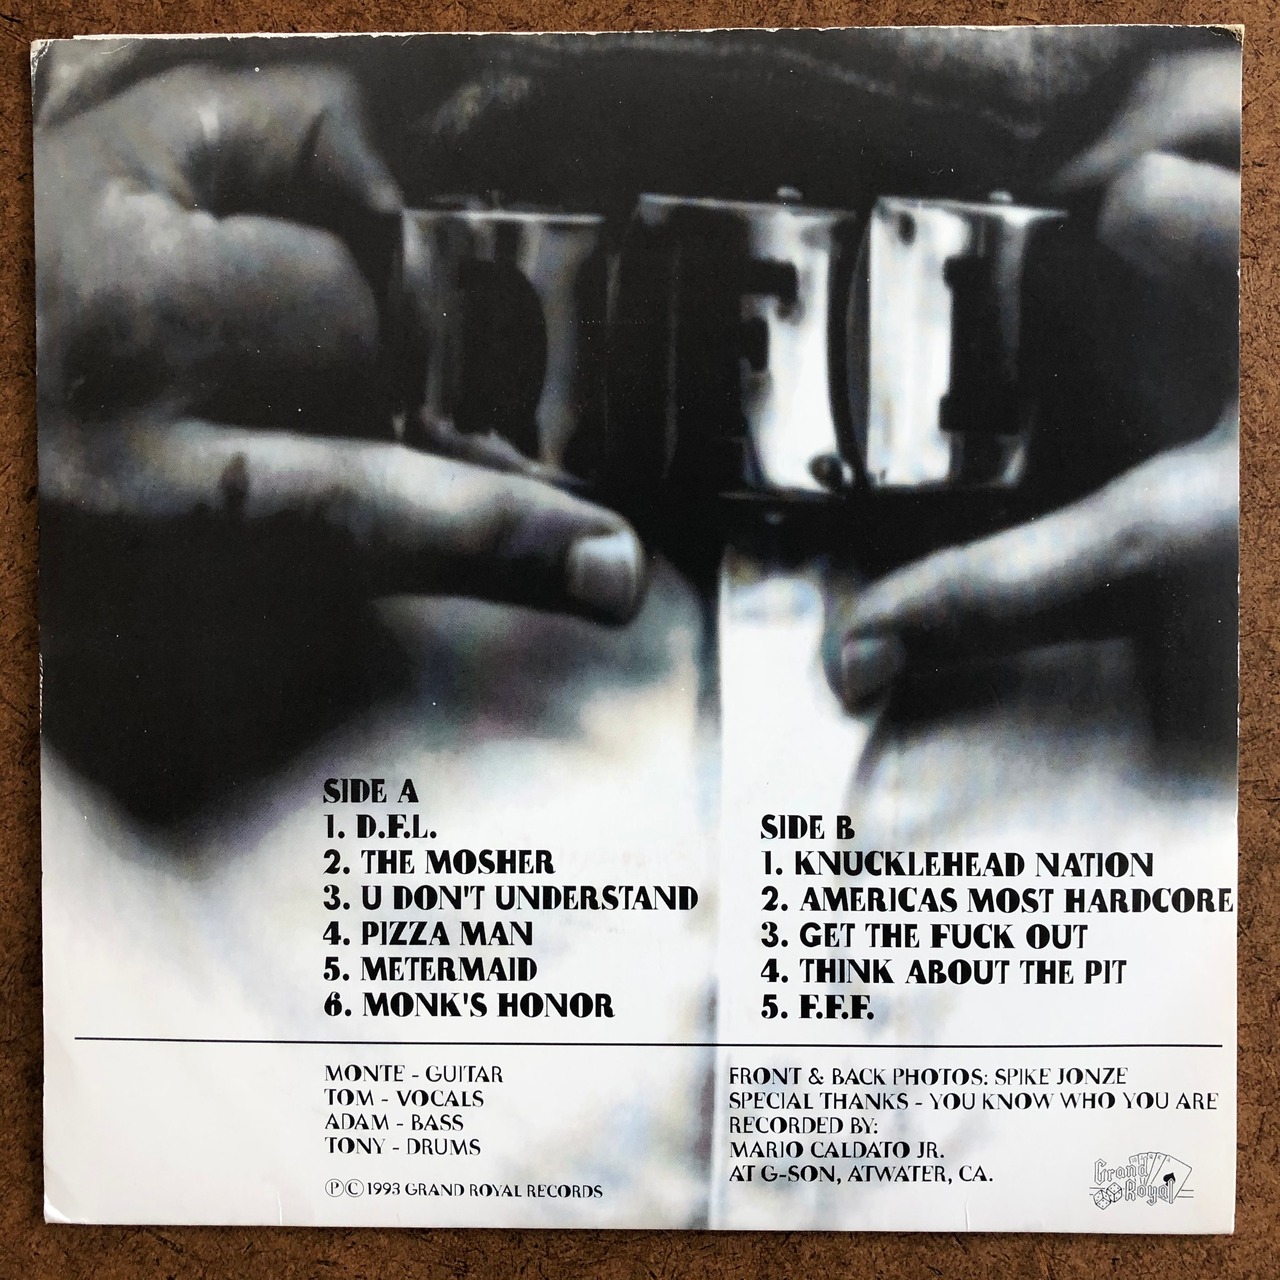 DFL
SIDE A
1. D.F.L.
2. THE MOSHER
3. U DON'T UNDERSTAND
4. PIZZA MAN
5. METERMAID
6. MONK'S HONOR
SIDE B
1. KNUCKLEHEAD NATION
2. AMERICAS MOST HARDCORE
3. GET THE FUCK OUT
4. THINK ABOUT THE PIT
5. F.F.F.
MONTE - GUITAR
TOM - VOCALS
ADAM - BASS
TONY - DRUMS
ⓅⒸ1993 GRAND ROYAL RECORDS
FRONT & BACK PHOTOS: SPIKE JONZE
SPECIAL THANKS - YOU KNOW WHO YOU ARE
RECORDED BY:
MARIO CALDATO JR.
AT G-SON, ATWATER, CA.
Grand
Royal